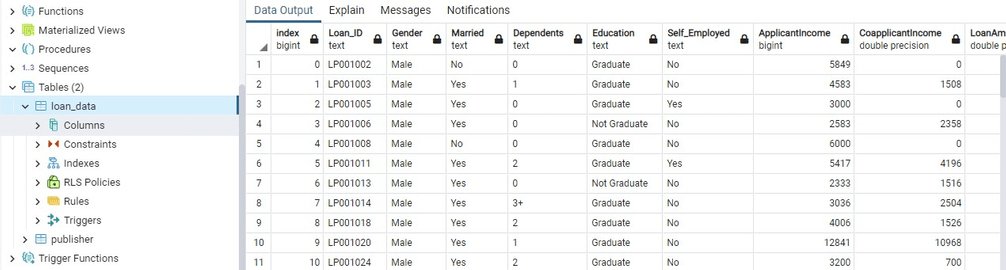 Functions
Materialized Views
Procedures
Sequences
Tables (2)
loan_data
Columns
Constraints
Indexes
RLS Policies
Rules
Triggers
publisher
Trigger Functions
Data Output Explain Messages Notifications
index Loan_ID Gender Married Dependents Education Self_Employed ApplicantIncome CoapplicantIncome
bigint text text text text text text bigint double precision double precision
1 0 LP001002 Male No 0 Graduate No 5849 0
2 1 LP001003 Male Yes 1 Graduate No 4583 1508
3 2 LP001005 Male Yes 0 Graduate Yes 3000 0
4 3 LP001006 Male Yes 0 Not Graduate No 2583 2358
5 4 LP001008 Male No 0 Graduate No 6000 0
6 5 LP001011 Male Yes 2 Graduate Yes 5417 4196
7 6 LP001013 Male Yes 0 Not Graduate No 2333 1516
8 7 LP001014 Male Yes 3+ Graduate No 3036 2504
9 8 LP001018 Male Yes 2 Graduate No 4006 1526
10 9 LP001020 Male Yes 1 Graduate No 12841 10968
11 10 LP001024 Male Yes 2 Graduate No 3200 700